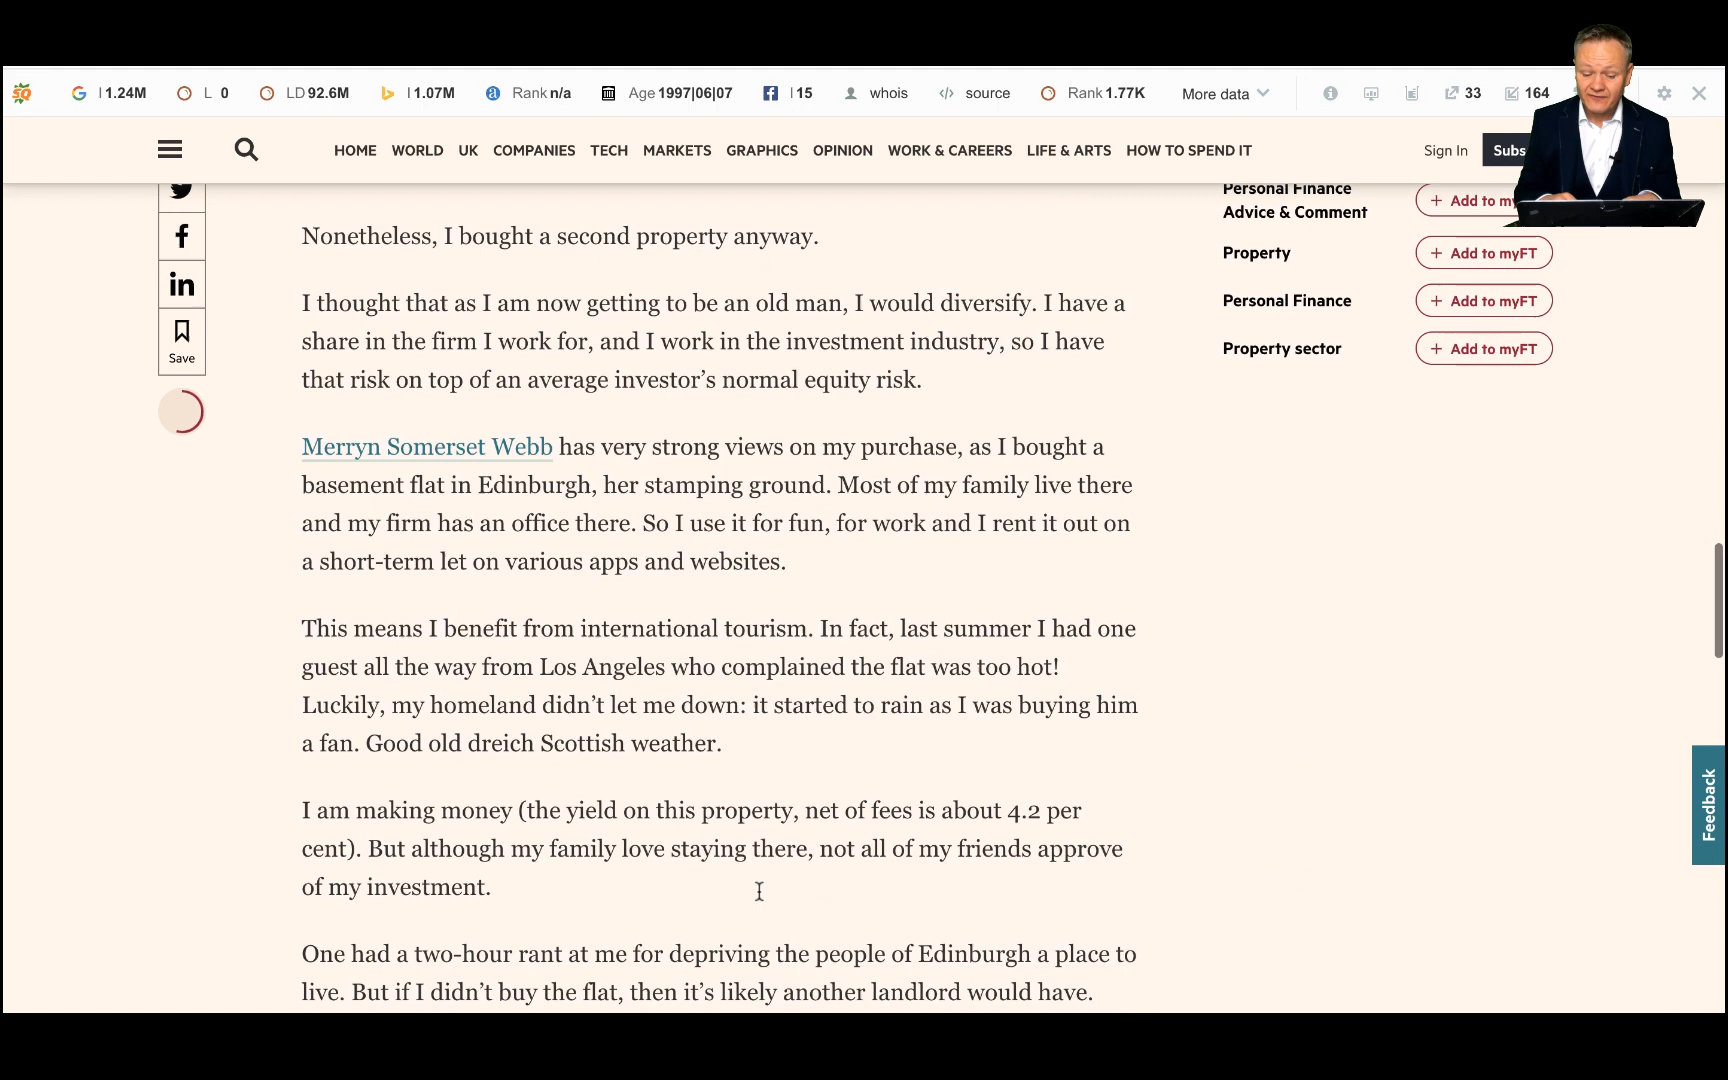 SQ I 1.24M L 0 LD 92.6M I 1.07M a Rank n/a Age 1997|06|07 I 15 whois source Rank 1.77K More data 33 164
HOME WORLD UK COMPANIES TECH MARKETS GRAPHICS OPINION WORK & CAREERS LIFE & ARTS HOW TO SPEND IT Sign In Subs
Save
Nonetheless, I bought a second property anyway.
I thought that as I am now getting to be an old man, I would diversify. I have a
share in the firm I work for, and I work in the investment industry, so I have
that risk on top of an average investor’s normal equity risk.
Merryn Somerset Webb has very strong views on my purchase, as I bought a
basement flat in Edinburgh, her stamping ground. Most of my family live there
and my firm has an office there. So I use it for fun, for work and I rent it out on
a short-term let on various apps and websites.
This means I benefit from international tourism. In fact, last summer I had one
guest all the way from Los Angeles who complained the flat was too hot!
Luckily, my homeland didn’t let me down: it started to rain as I was buying him
a fan. Good old dreich Scottish weather.
I am making money (the yield on this property, net of fees is about 4.2 per
cent). But although my family love staying there, not all of my friends approve
of my investment.
One had a two-hour rant at me for depriving the people of Edinburgh a place to
live. But if I didn’t buy the flat, then it’s likely another landlord would have.
Personal Finance
Advice & Comment + Add to my
Property + Add to myFT
Personal Finance + Add to myFT
Property sector + Add to myFT
Feedback